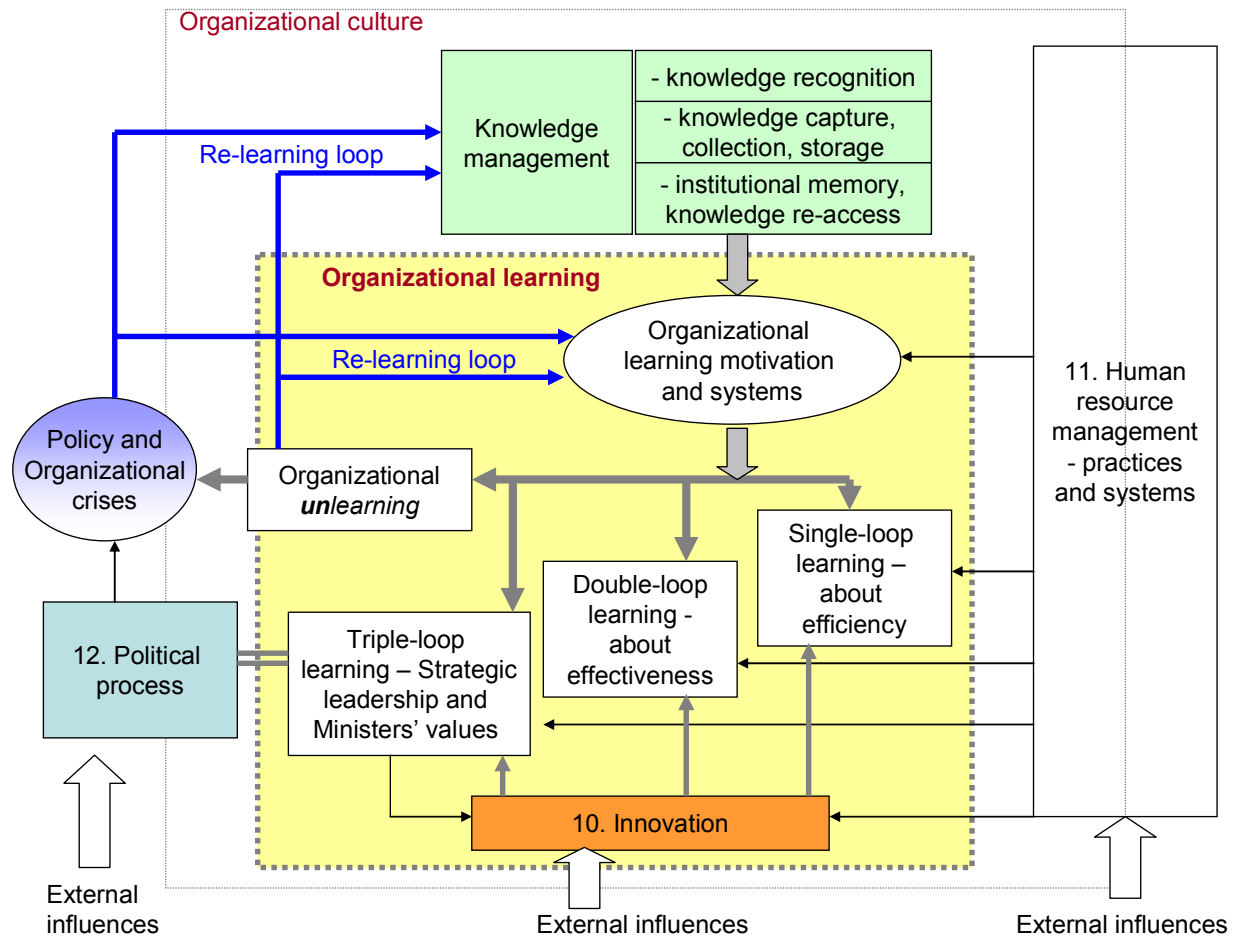 Organizational culture
- knowledge recognition
Knowledge
management
- knowledge capture,
collection, storage
- institutional memory,
knowledge re-access
Re-learning loop
Organizational learning
Organizational
learning motivation
and systems
Re-learning loop
11. Human
resource
management
- practices
and systems
Policy and
Organizational
crises
Organizational
unlearning
Single-loop
learning –
about
efficiency
Double-loop
learning -
about
effectiveness
Triple-loop
learning – Strategic
leadership and
Ministers’ values
12. Political
process
10. Innovation
External
influences
External influences
External influences